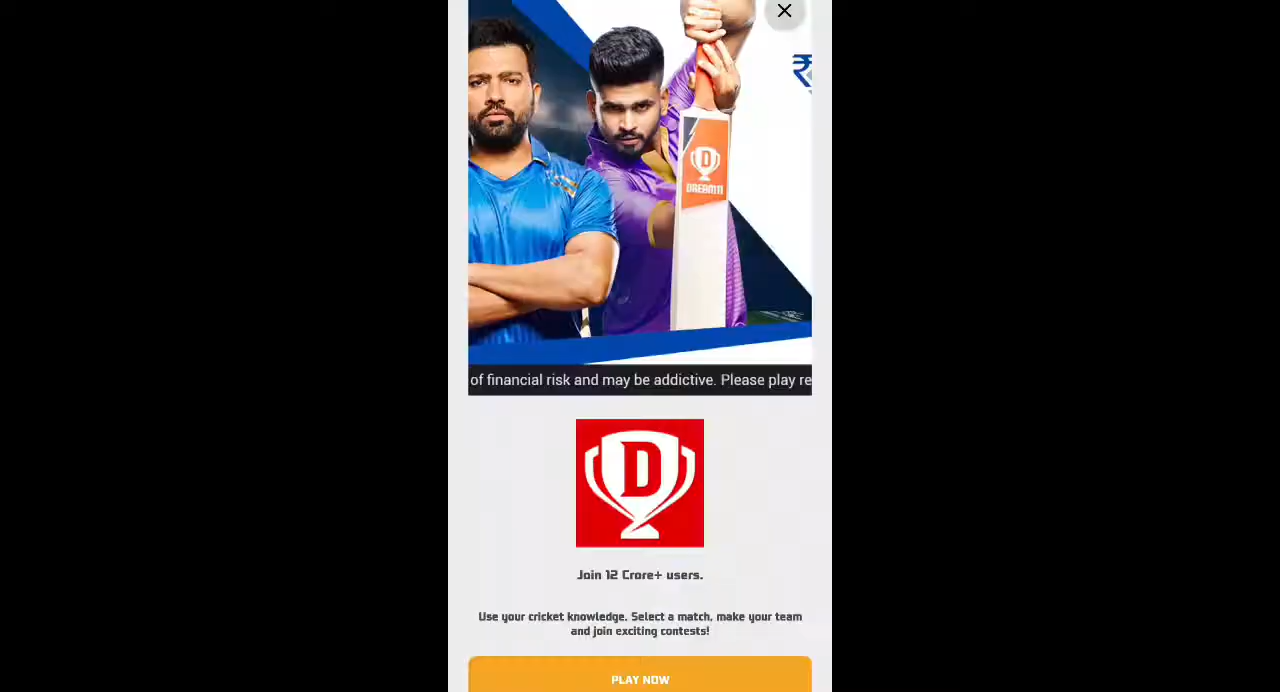 ₹
D
DREAM11
of financial risk and may be addictive. Please play re
D
Join 12 Crore+ users.
Use your cricket knowledge. Select a match, make your team
and join exciting contests!
PLAY NOW